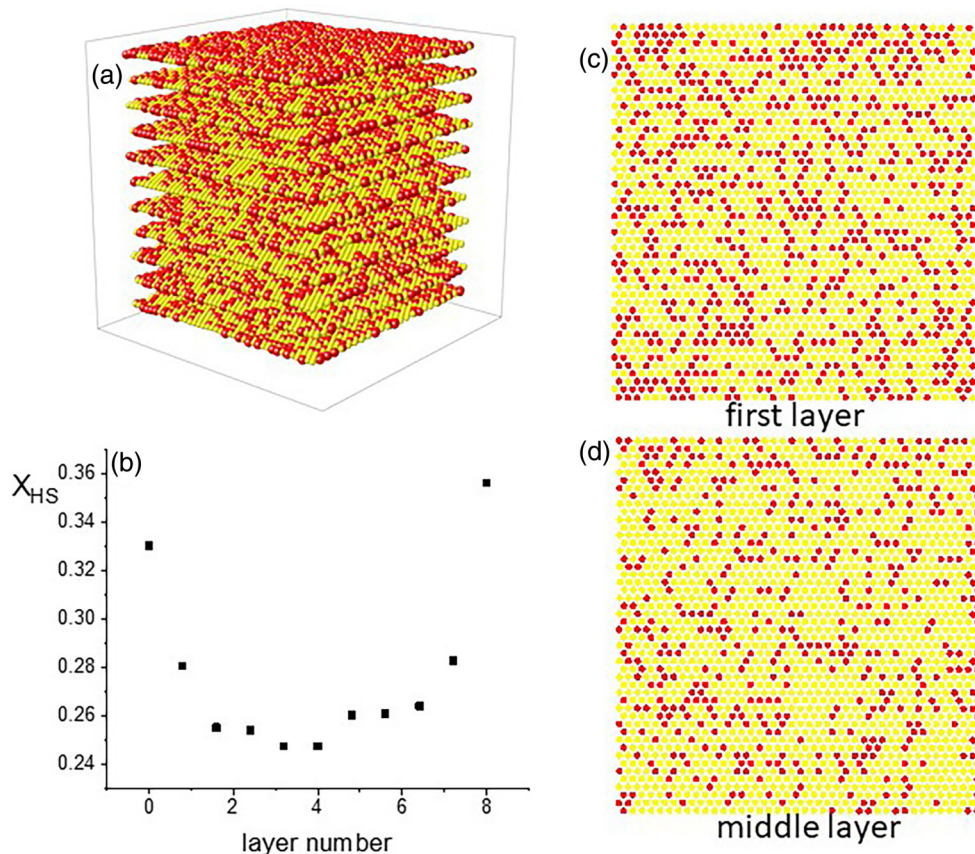 (a)
(b)
X_HS
0.36
0.34
0.32
0.30
0.28
0.26
0.24
0 2 4 6 8
layer number
(c)
first layer
(d)
middle layer